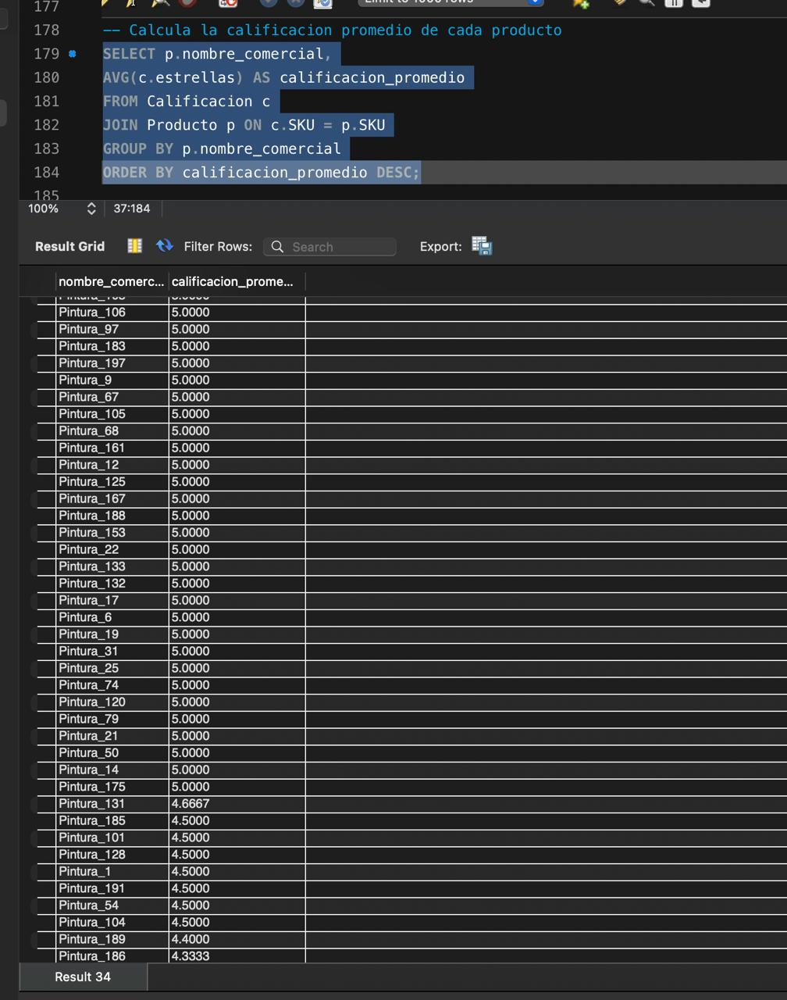 177
178 -- Calcula la calificacion promedio de cada producto
179 SELECT p.nombre_comercial,
180 AVG(c.estrellas) AS calificacion_promedio
181 FROM Calificacion c
182 JOIN Producto p ON c.SKU = p.SKU
183 GROUP BY p.nombre_comercial
184 ORDER BY calificacion_promedio DESC;
185
100% 37:184
Result Grid Filter Rows: Search Export:
nombre_comerc... calificacion_prome...
Pintura_106 5.0000
Pintura_97 5.0000
Pintura_183 5.0000
Pintura_197 5.0000
Pintura_9 5.0000
Pintura_67 5.0000
Pintura_105 5.0000
Pintura_68 5.0000
Pintura_161 5.0000
Pintura_12 5.0000
Pintura_125 5.0000
Pintura_167 5.0000
Pintura_188 5.0000
Pintura_153 5.0000
Pintura_22 5.0000
Pintura_133 5.0000
Pintura_132 5.0000
Pintura_17 5.0000
Pintura_6 5.0000
Pintura_19 5.0000
Pintura_31 5.0000
Pintura_25 5.0000
Pintura_74 5.0000
Pintura_120 5.0000
Pintura_79 5.0000
Pintura_21 5.0000
Pintura_50 5.0000
Pintura_14 5.0000
Pintura_175 5.0000
Pintura_131 4.6667
Pintura_185 4.5000
Pintura_101 4.5000
Pintura_128 4.5000
Pintura_1 4.5000
Pintura_191 4.5000
Pintura_54 4.5000
Pintura_104 4.5000
Pintura_189 4.4000
Pintura_186 4.3333
Result 34